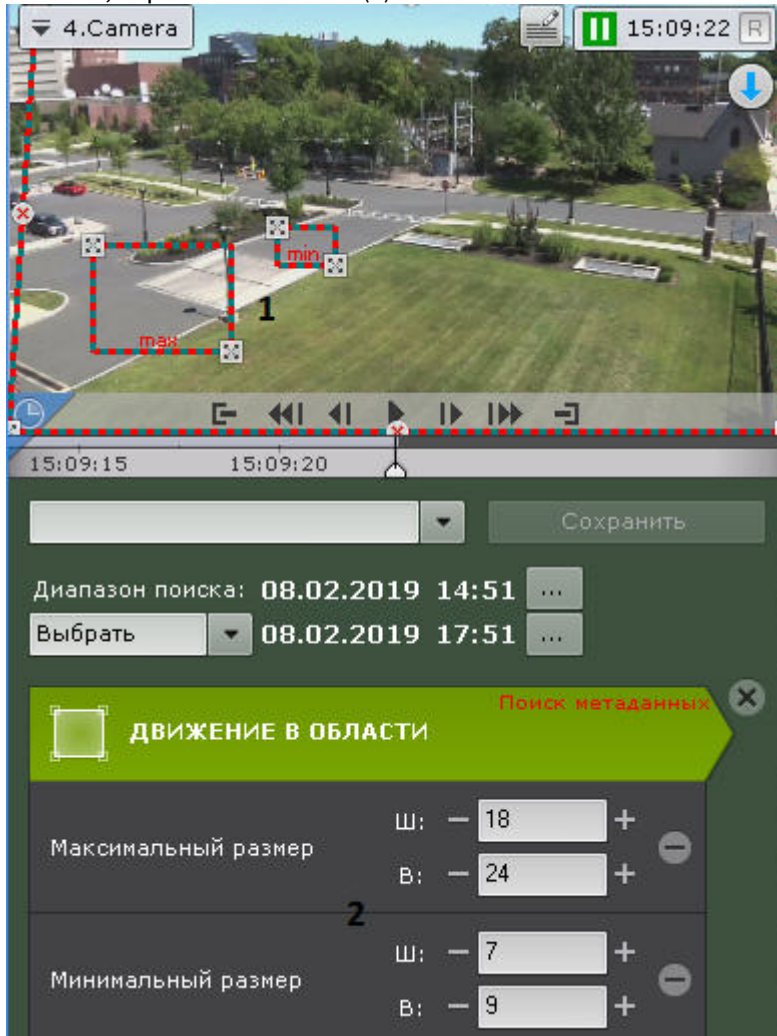 4.Camera
15:09:22 R
min
1
max
15:09:15 15:09:20
Сохранить
Диапазон поиска: 08.02.2019 14:51 ...
Выбрать 08.02.2019 17:51 ...
Поиск метаданных
ДВИЖЕНИЕ В ОБЛАСТИ
Максимальный размер
Ш: − 18 +
В: − 24 +
2
Минимальный размер
Ш: − 7 +
В: − 9 +